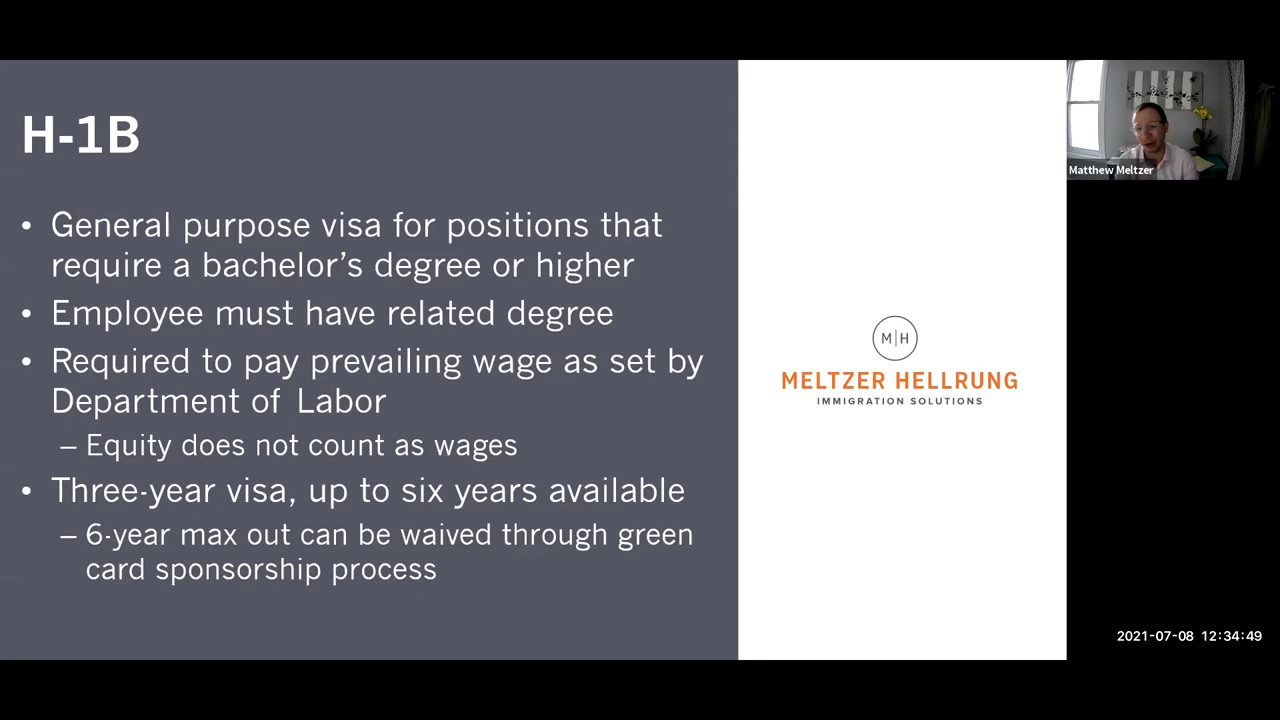 H-1B
• General purpose visa for positions that
require a bachelor’s degree or higher
• Employee must have related degree
• Required to pay prevailing wage as set by
Department of Labor
– Equity does not count as wages
• Three-year visa, up to six years available
– 6-year max out can be waived through green
card sponsorship process
M|H
MELTZER HELLRUNG
IMMIGRATION SOLUTIONS
Matthew Meltzer
2021-07-08 12:34:49